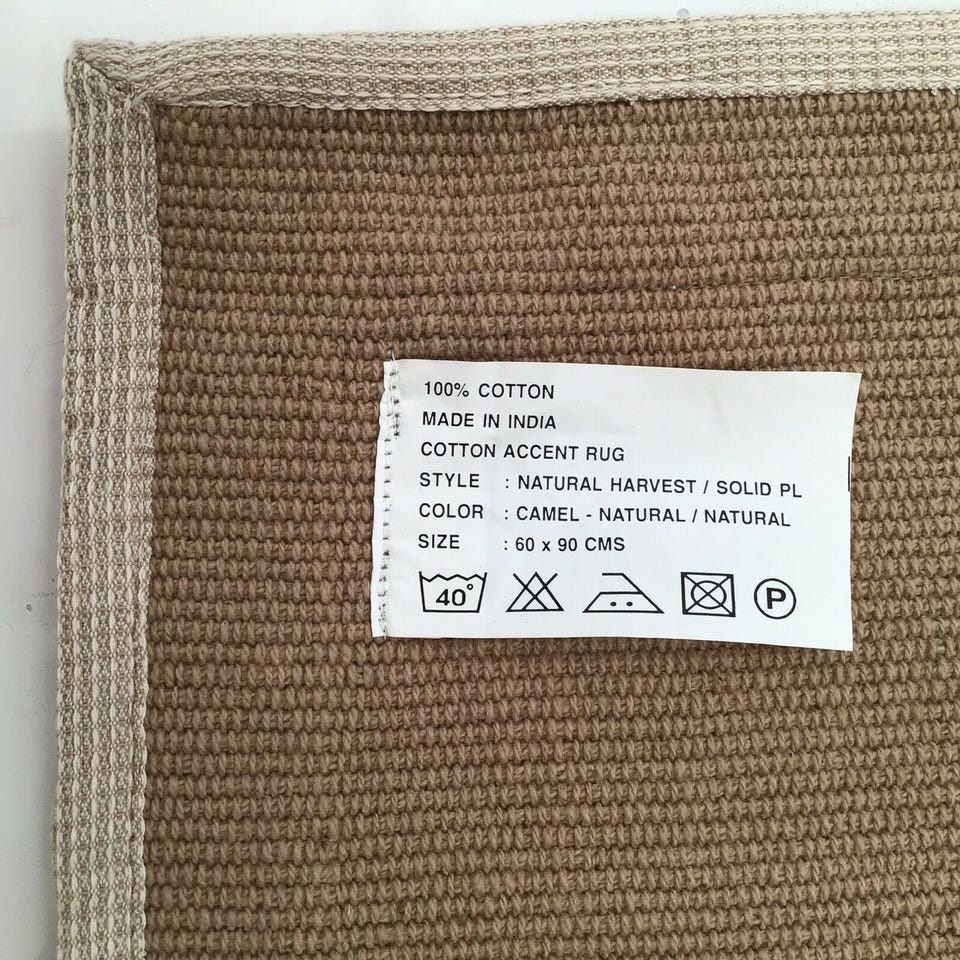 100% COTTON
MADE IN INDIA
COTTON ACCENT RUG
STYLE : NATURAL HARVEST / SOLID PL
COLOR : CAMEL - NATURAL / NATURAL
SIZE : 60 x 90 CMS
40° P